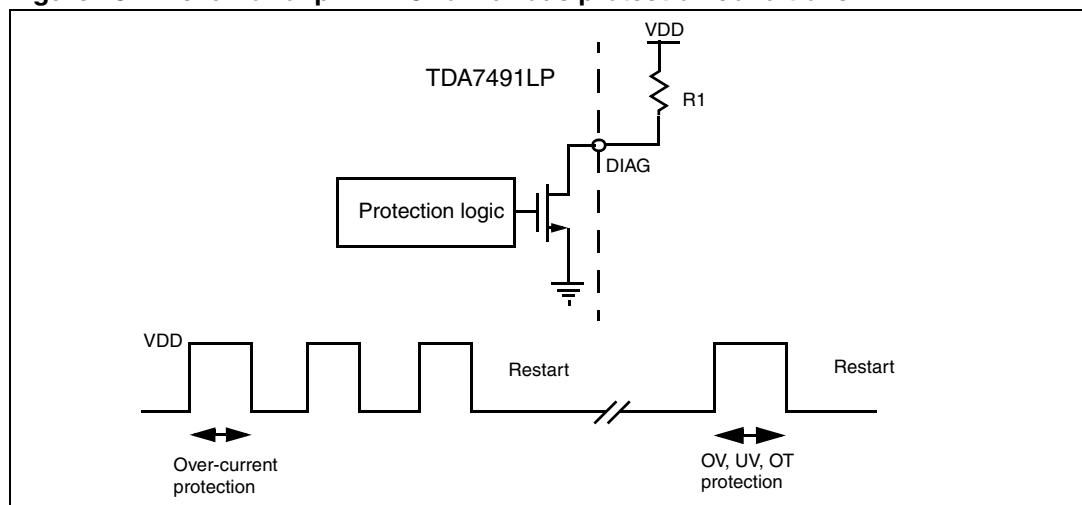 VDD
TDA7491LP
R1
DIAG
Protection logic
VDD
Restart
Restart
Over-current
protection
OV, UV, OT
protection